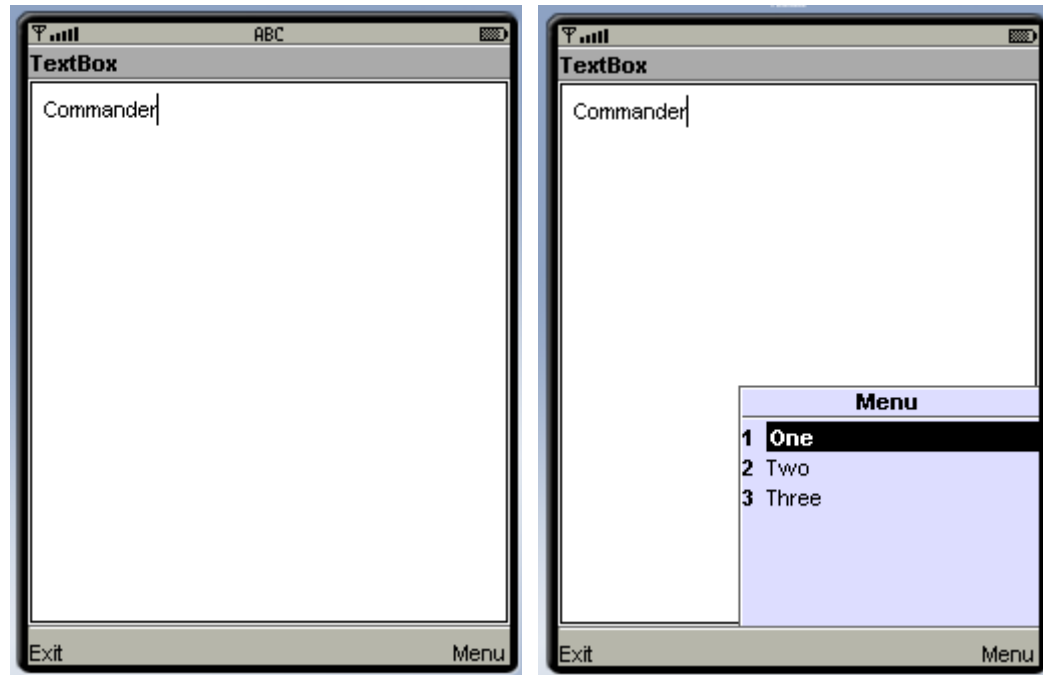 ABC
TextBox
Commander
Exit Menu
TextBox
Commander
Menu
1 One
2 Two
3 Three
Exit Menu